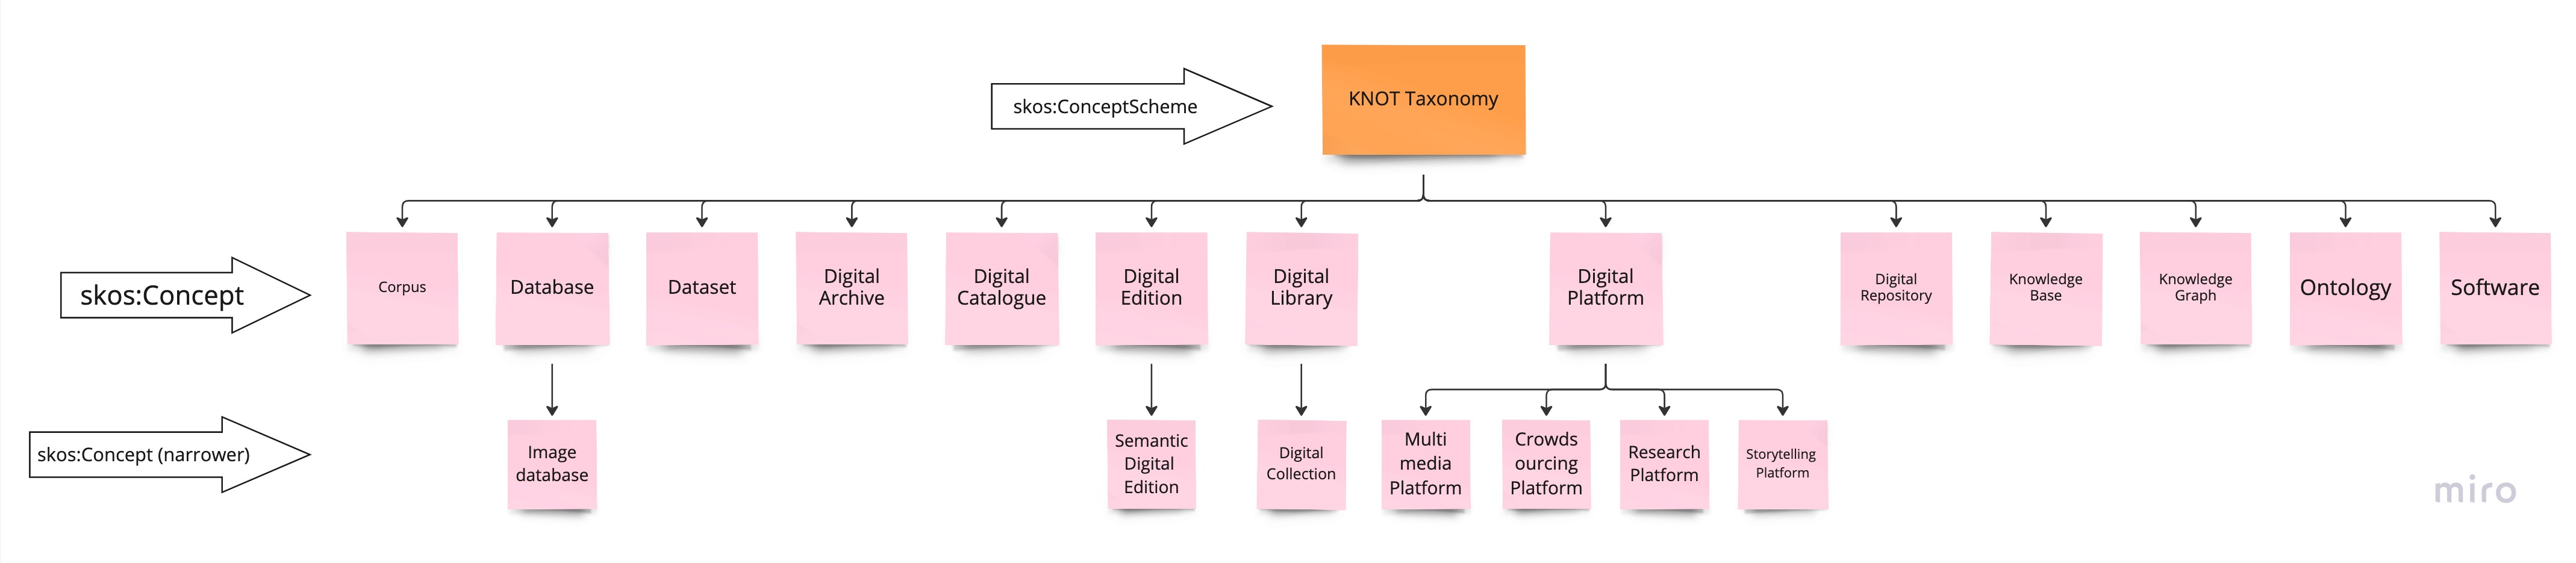 KNOT Taxonomy
skos:ConceptScheme
skos:Concept
Corpus
Database
Dataset
Digital
Archive
Digital
Catalogue
Digital
Edition
Digital
Library
Digital
Platform
Digital
Repository
Knowledge
Base
Knowledge
Graph
Ontology
Software
skos:Concept (narrower)
Image
database
Semantic
Digital
Edition
Digital
Collection
Multi
media
Platform
Crowds
ourcing
Platform
Research
Platform
Storytelling
Platform
miro